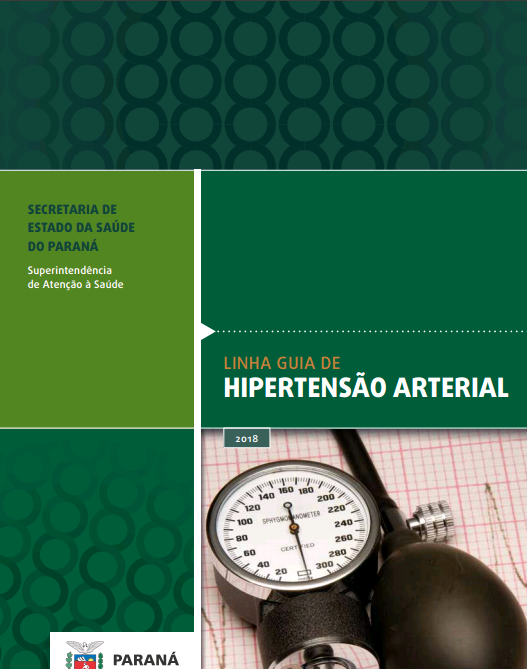 SECRETARIA DE
ESTADO DA SAÚDE
DO PARANÁ
Superintendência
de Atenção à Saúde
LINHA GUIA DE
HIPERTENSÃO ARTERIAL
2018
160
140
180
120
200
100
220
80
240
60
260
40
280
20
300
SPHYGMOMANOMETER
CERTIFIED
PARANÁ